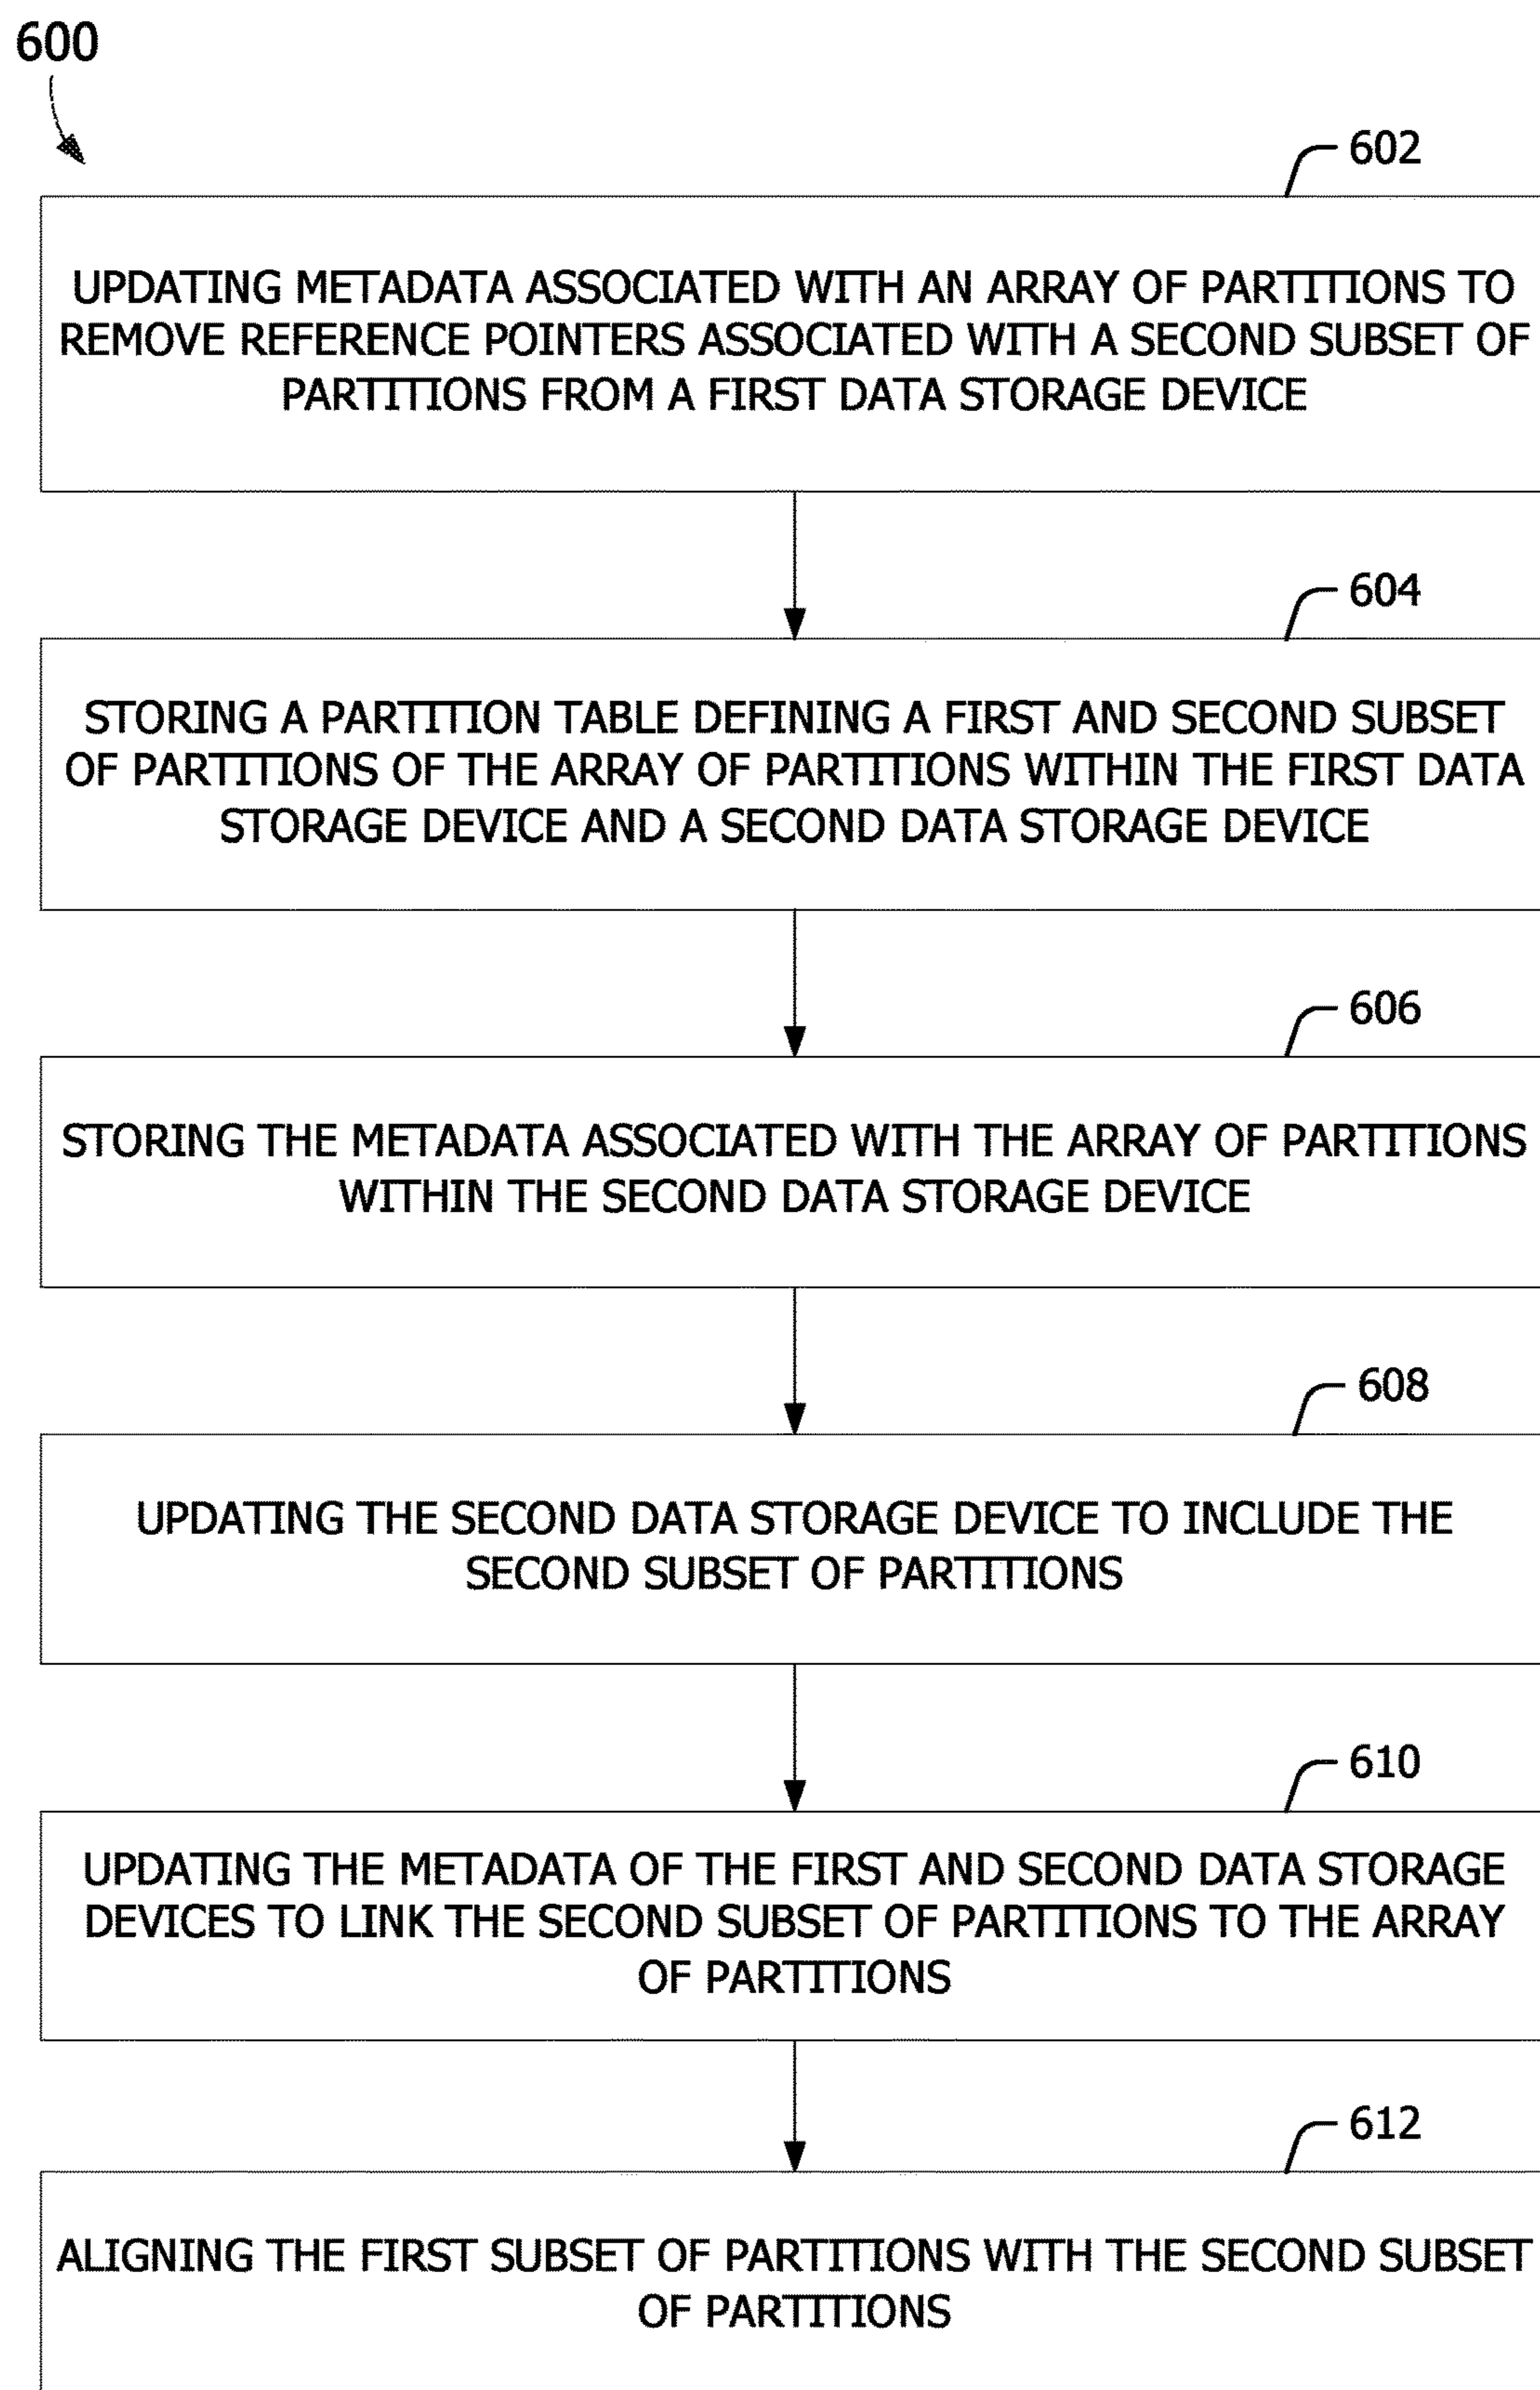 600
602
UPDATING METADATA ASSOCIATED WITH AN ARRAY OF PARTITIONS TO
REMOVE REFERENCE POINTERS ASSOCIATED WITH A SECOND SUBSET OF
PARTITIONS FROM A FIRST DATA STORAGE DEVICE
604
STORING A PARTITION TABLE DEFINING A FIRST AND SECOND SUBSET
OF PARTITIONS OF THE ARRAY OF PARTITIONS WITHIN THE FIRST DATA
STORAGE DEVICE AND A SECOND DATA STORAGE DEVICE
606
STORING THE METADATA ASSOCIATED WITH THE ARRAY OF PARTITIONS
WITHIN THE SECOND DATA STORAGE DEVICE
608
UPDATING THE SECOND DATA STORAGE DEVICE TO INCLUDE THE
SECOND SUBSET OF PARTITIONS
610
UPDATING THE METADATA OF THE FIRST AND SECOND DATA STORAGE
DEVICES TO LINK THE SECOND SUBSET OF PARTITIONS TO THE ARRAY
OF PARTITIONS
612
ALIGNING THE FIRST SUBSET OF PARTITIONS WITH THE SECOND SUBSET
OF PARTITIONS